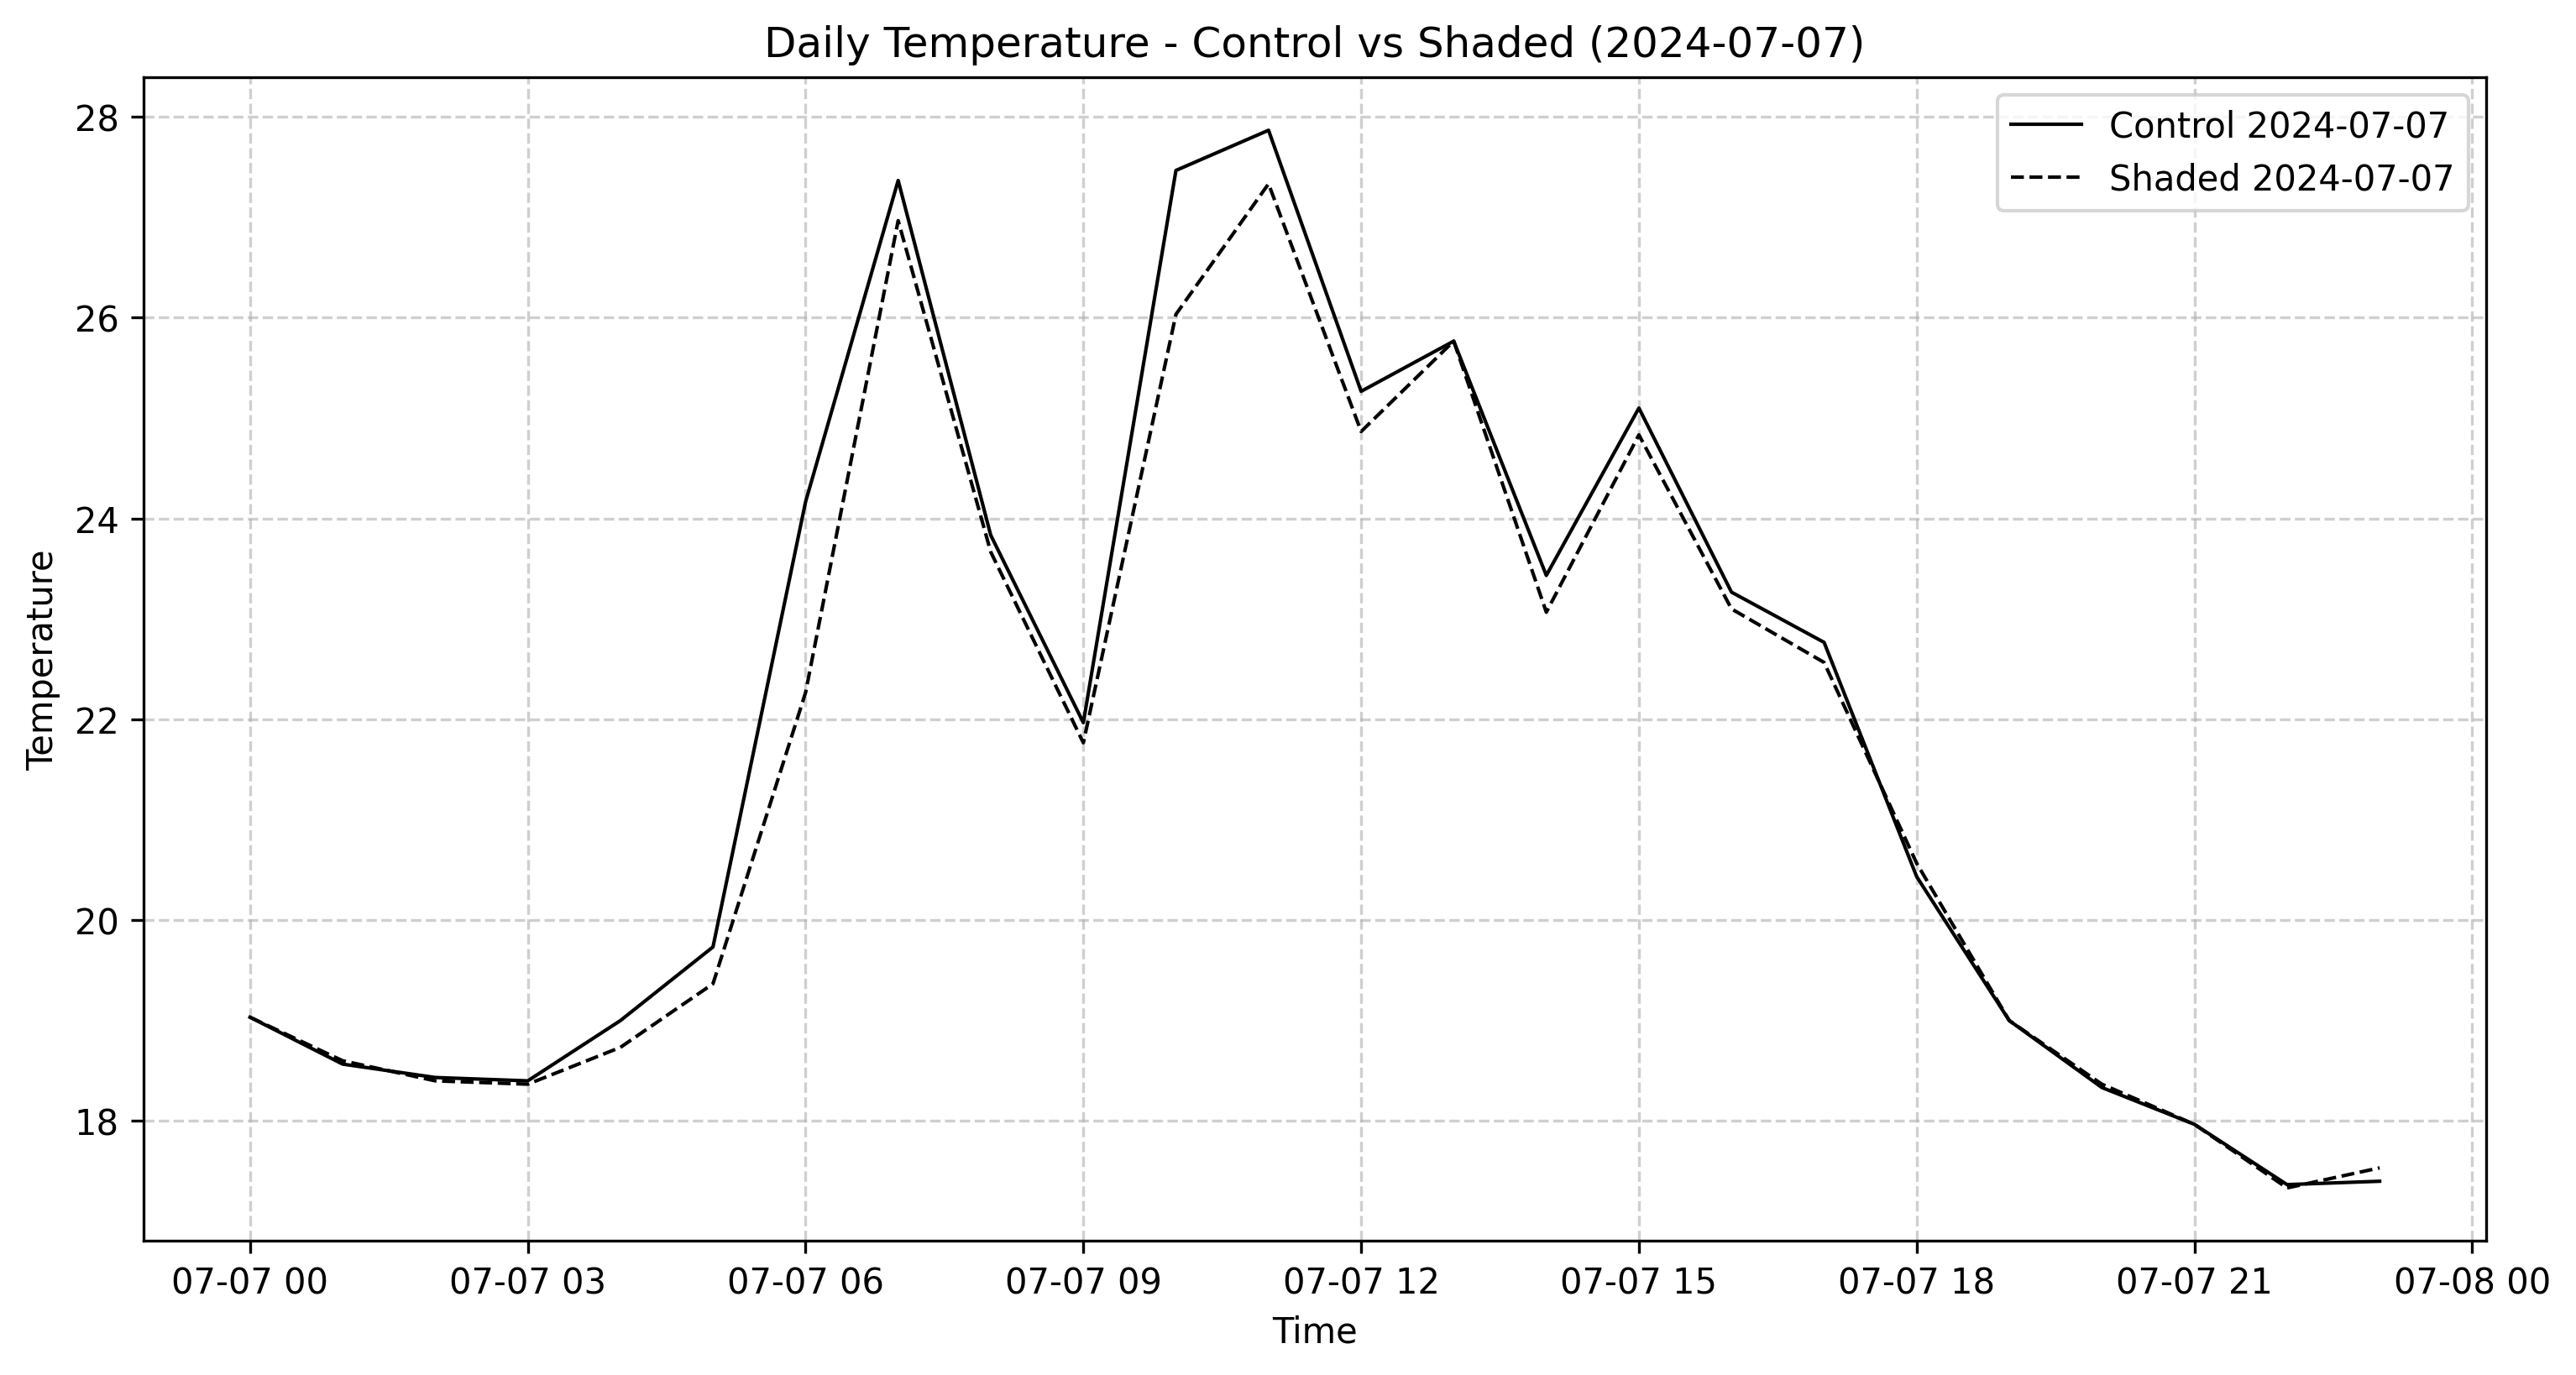 Daily Temperature - Control vs Shaded (2024-07-07)
Control 2024-07-07
Shaded 2024-07-07
Temperature
28
26
24
22
20
18
07-07 00 07-07 03 07-07 06 07-07 09 07-07 12 07-07 15 07-07 18 07-07 21 07-08 00
Time